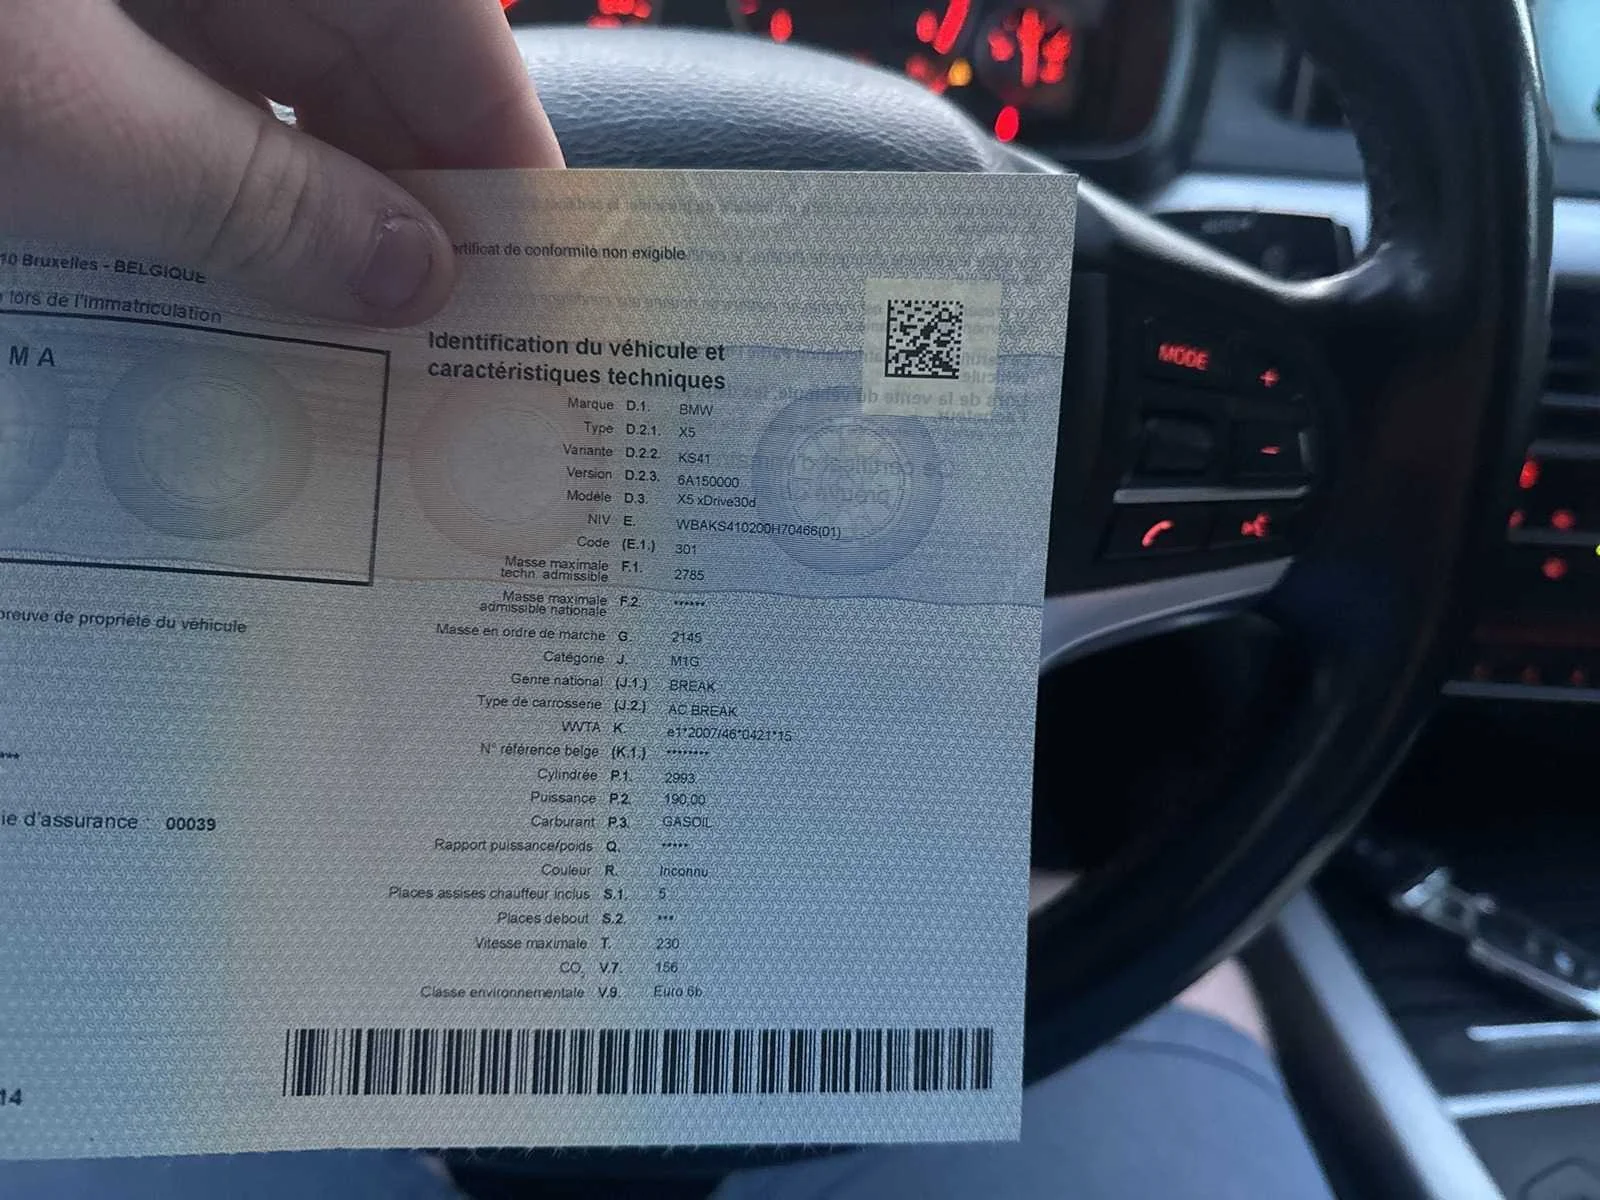 10 Bruxelles - BELGIQUE
lors de l'immatriculation
M A
preuve de propriété du véhicule
***
ie d'assurance : 00039
14
ertificat de conformité non exigible
Identification du véhicule et
caractéristiques techniques
Marque D.1. BMW
Type D.2.1. X5
Variante D.2.2. KS41
Version D.2.3. 6A150000
Modèle D.3. X5 xDrive30d
NIV E. WBAKS410200H70466(01)
Code (E.1.) 301
Masse maximale
techn. admissible F.1. 2785
Masse maximale
admissible nationale F.2. ******
Masse en ordre de marche G. 2145
Catégorie J. M1G
Genre national (J.1.) BREAK
Type de carrosserie (J.2.) AC BREAK
WVTA K. e1*2007/46*0421*15
N° référence belge (K.1.) ********
Cylindrée P.1. 2993
Puissance P.2. 190,00
Carburant P.3. GASOIL
Rapport puissance/poids Q. *****
Couleur R. Inconnu
Places assises chauffeur inclus S.1. 5
Places debout S.2. ***
Vitesse maximale T. 230
CO₂ V.7. 156
Classe environnementale V.9. Euro 6b
MODE
+
-